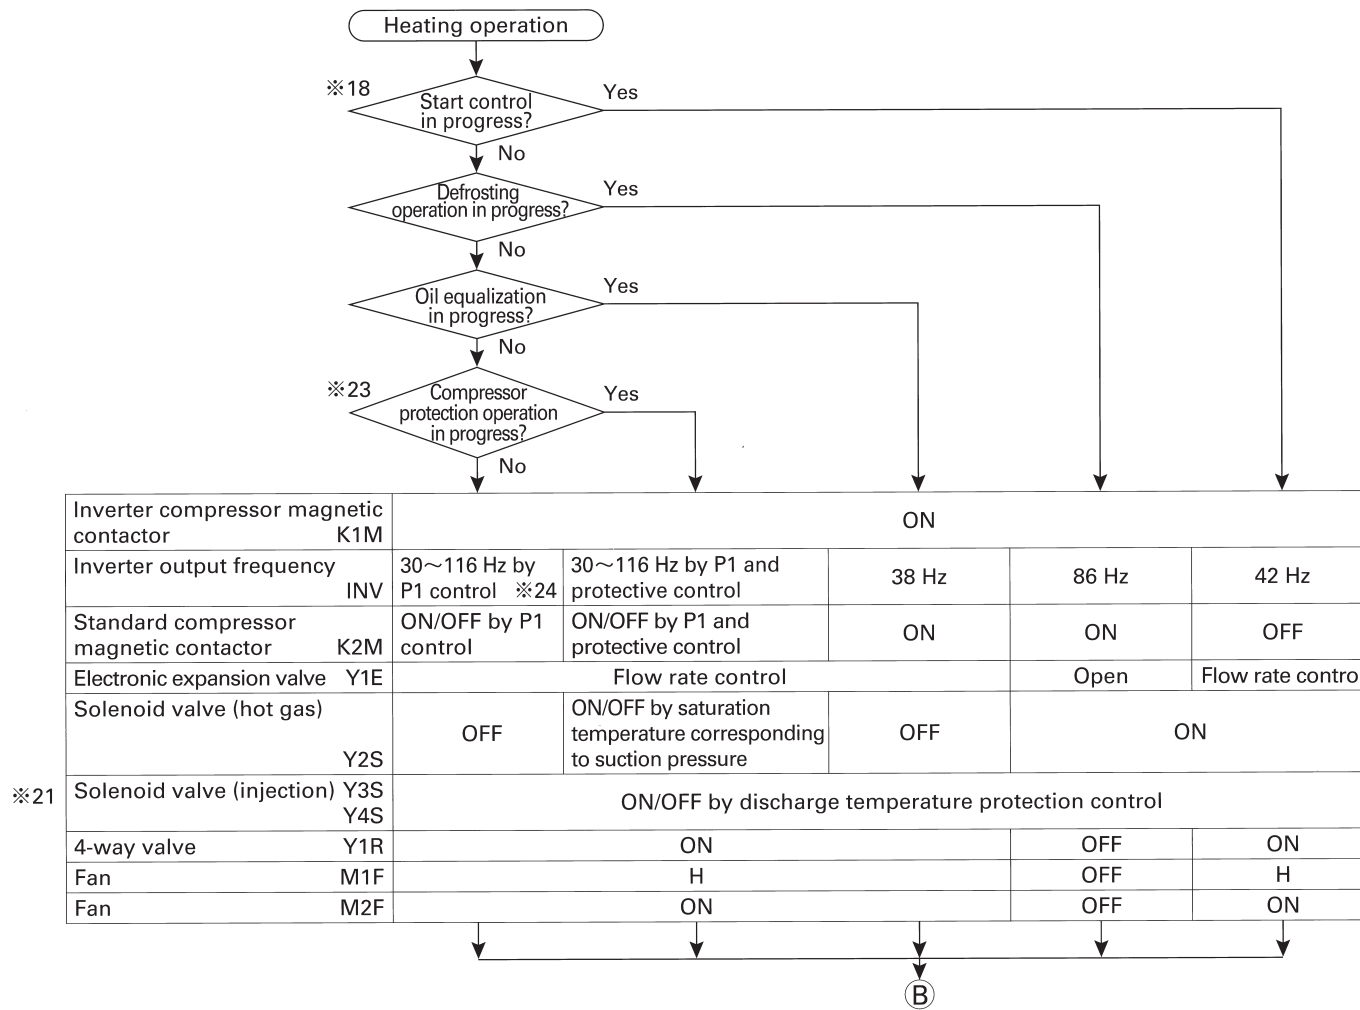 Heating operation
※18
Start control
in progress?
Yes
No
Defrosting
operation in progress?
Yes
No
Oil equalization
in progress?
Yes
No
※23
Compressor
protection operation
in progress?
Yes
No
Inverter compressor magnetic
contactor K1M
ON
Inverter output frequency
INV
30～116 Hz by
P1 control ※24
30～116 Hz by P1 and
protective control
38 Hz
86 Hz
42 Hz
Standard compressor
magnetic contactor K2M
ON/OFF by P1
control
ON/OFF by P1 and
protective control
ON
ON
OFF
Electronic expansion valve Y1E
Flow rate control
Open
Flow rate contro
Solenoid valve (hot gas)
Y2S
OFF
ON/OFF by saturation
temperature corresponding
to suction pressure
OFF
ON
※21
Solenoid valve (injection) Y3S
Y4S
ON/OFF by discharge temperature protection control
4-way valve Y1R
ON
OFF
ON
Fan M1F
H
OFF
H
Fan M2F
ON
OFF
ON
B